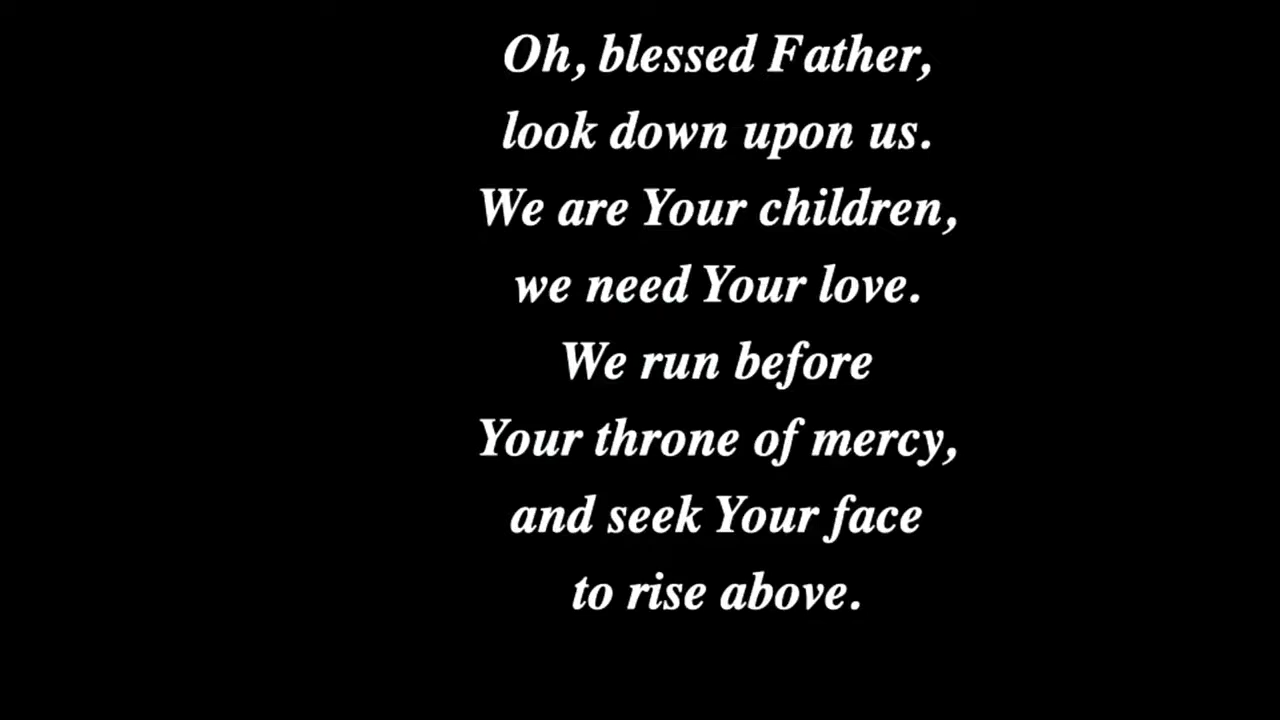 Oh, blessed Father,
look down upon us.
We are Your children,
we need Your love.
We run before
Your throne of mercy,
and seek Your face
to rise above.